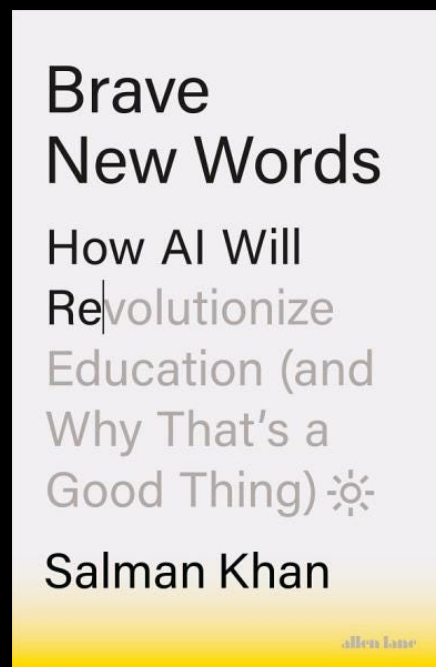 Brave
New Words
How AI Will
Revolutionize
Education (and
Why That's a
Good Thing)
Salman Khan
allen lane